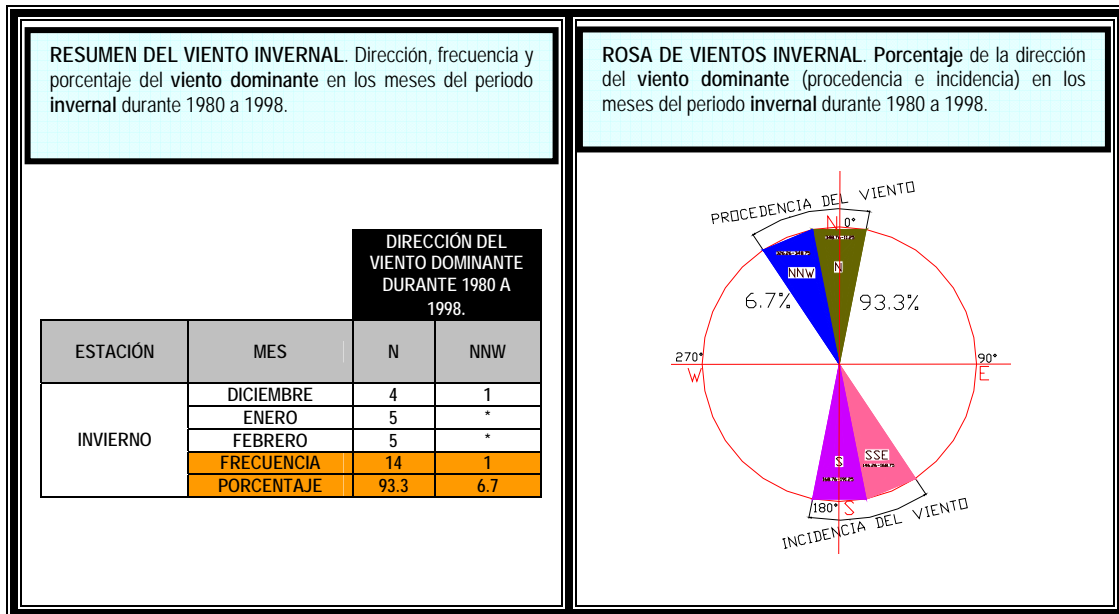 RESUMEN DEL VIENTO INVERNAL. Dirección, frecuencia y
porcentaje del viento dominante en los meses del periodo
invernal durante 1980 a 1998.
DIRECCIÓN DEL
VIENTO DOMINANTE
DURANTE 1980 A
1998.
ESTACIÓN MES N NNW
INVIERNO
DICIEMBRE 4 1
ENERO 5 *
FEBRERO 5 *
FRECUENCIA 14 1
PORCENTAJE 93.3 6.7
ROSA DE VIENTOS INVERNAL. Porcentaje de la dirección
del viento dominante (procedencia e incidencia) en los
meses del periodo invernal durante 1980 a 1998.
PROCEDENCIA DEL VIENTO
N 0°
NNW N
6.7% 93.3%
270° 90°
W E
S SSE
180° S
INCIDENCIA DEL VIENTO